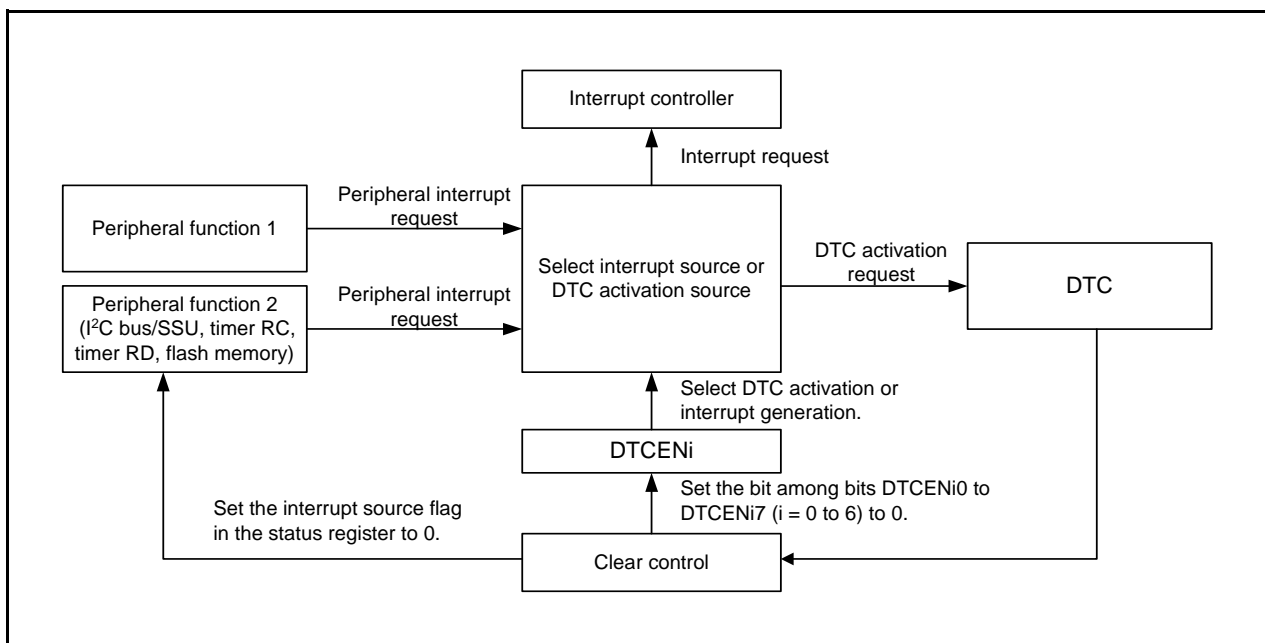 Interrupt controller
Interrupt request
Peripheral interrupt
request
Peripheral function 1
Select interrupt source or
DTC activation source
DTC activation
request
DTC
Peripheral function 2
(I²C bus/SSU, timer RC,
timer RD, flash memory)
Peripheral interrupt
request
Select DTC activation or
interrupt generation.
DTCENi
Set the interrupt source flag
in the status register to 0.
Set the bit among bits DTCENi0 to
DTCENi7 (i = 0 to 6) to 0.
Clear control